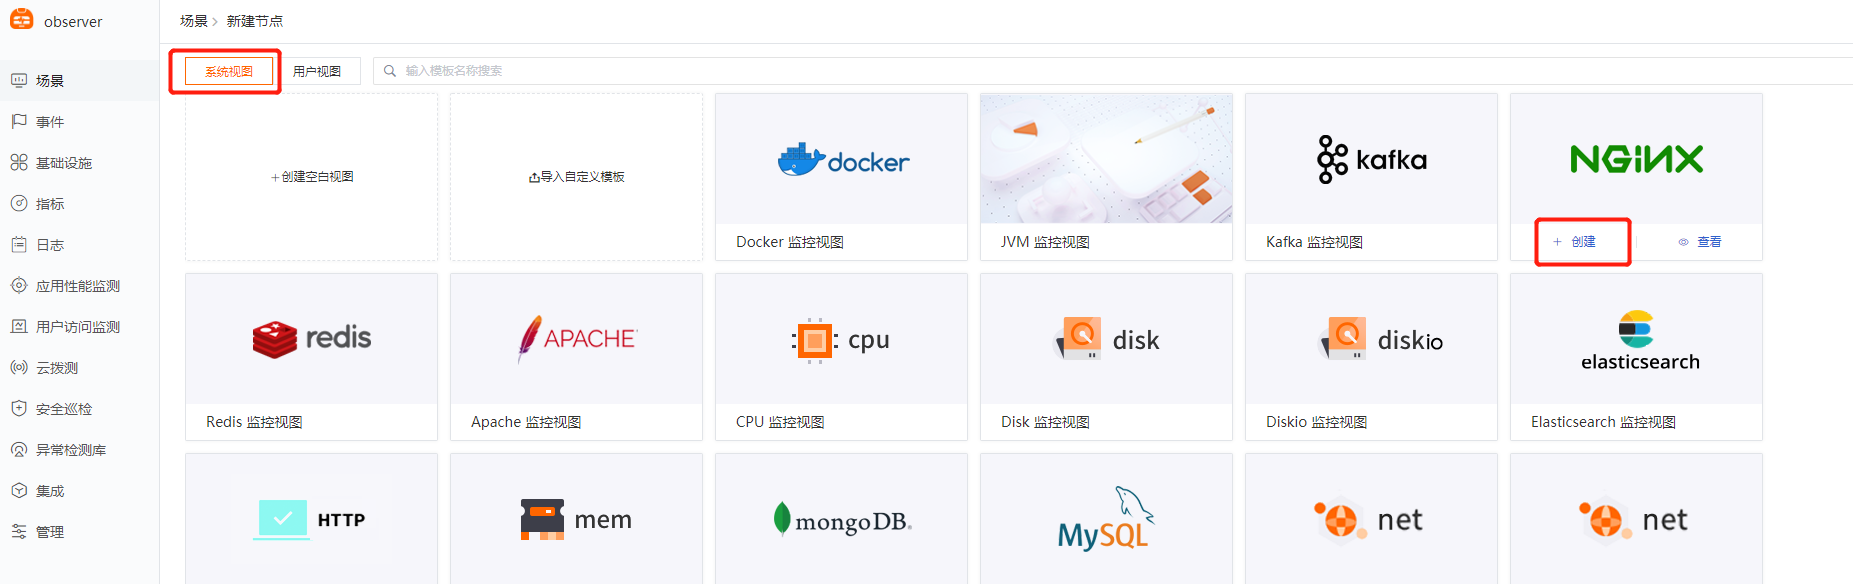 observer
场景
事件
基础设施
指标
日志
应用性能监测
用户访问监测
云拨测
安全巡检
异常检测库
集成
管理
场景 > 新建节点
系统视图 用户视图 输入模板名称搜索
+创建空白视图
导入自定义模板
docker
Docker 监控视图
JVM 监控视图
kafka
Kafka 监控视图
NGINX
+ 创建 查看
redis
Redis 监控视图
APACHE
Apache 监控视图
cpu
CPU 监控视图
disk
Disk 监控视图
diskio
Diskio 监控视图
elasticsearch
Elasticsearch 监控视图
HTTP
mem
mongoDB.
MySQL
net
net